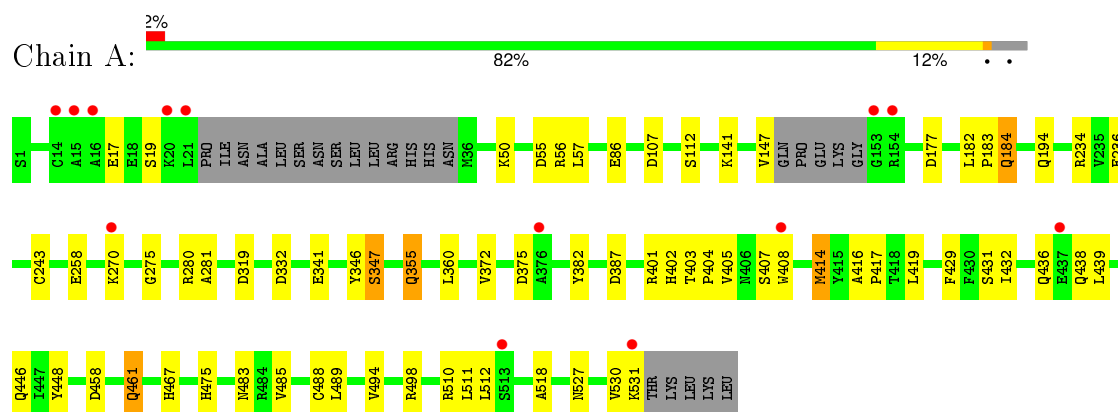 2%
Chain A:
82% 12% • •
S1 C14 A15 A16 E17 E18 S19 K20 L21 PRO ILE ASN ALA LEU SER ASN SER LEU LEU ARG HIS HIS ASN M36 K50 D55 R56 L57 E86 D107 S112 K141 V147 GLN PRO GLU LYS GLY G153 R154 D177 L182 P183 Q184 Q194 R234 V235
C243 E258 K270 G275 R280 A281 D319 D332 E341 Y346 S347 Q355 L360 V372 D375 A376 Y382 D387 R401 H402 T403 P404 V405 N406 S407 W408 M414 Y415 A416 P417 T418 L419 F429 F430 S431 I432 Q436 E437 Q438 L439
Q446 I447 Y448 D458 Q461 H467 H475 N483 R484 V485 C488 L489 V494 R498 R510 L511 L512 S513 A518 N527 V530 K531 THR LYS LEU LYS LEU